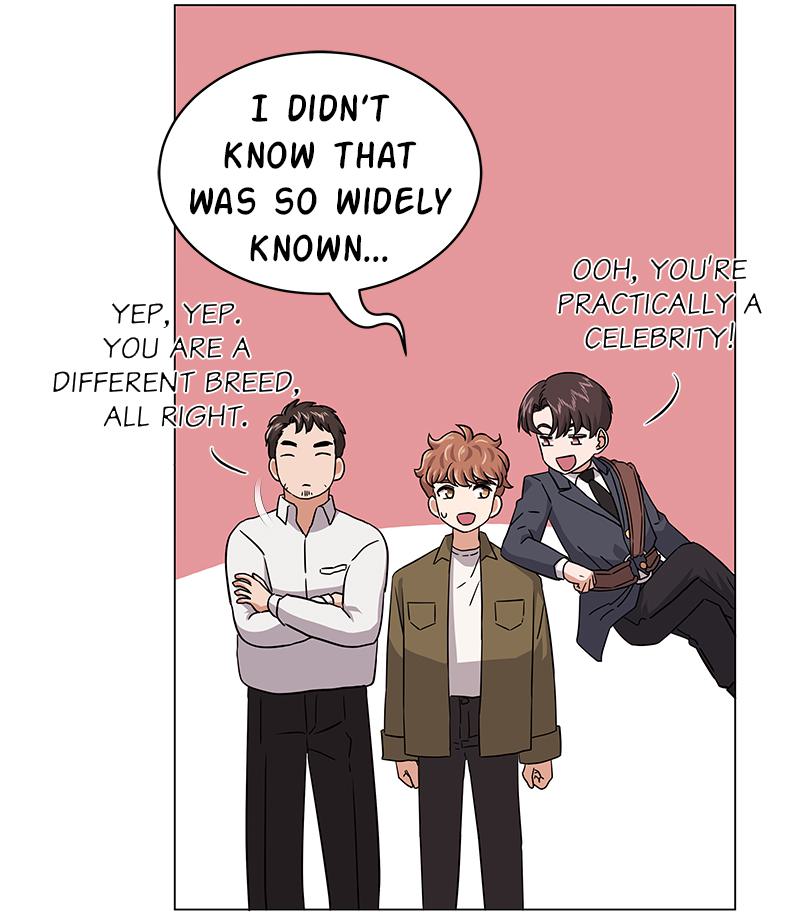 I DIDN'T
KNOW THAT
WAS SO WIDELY
KNOWN...
OOH, YOU'RE
PRACTICALLY A
CELEBRITY!
YEP, YEP.
YOU ARE A
DIFFERENT BREED,
ALL RIGHT.